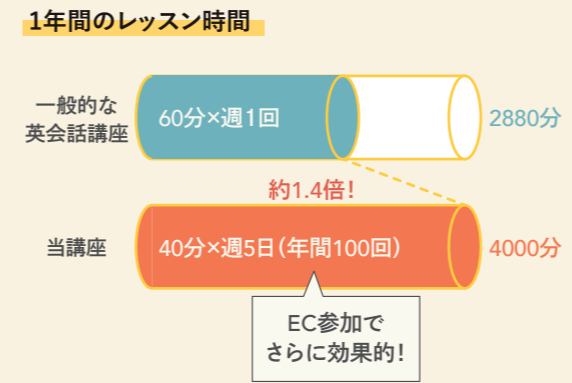 1年間のレッスン時間
一般的な
英会話講座
60分×週1回
2880分
約1.4倍！
当講座
40分×週5日（年間100回）
4000分
EC参加で
さらに効果的！